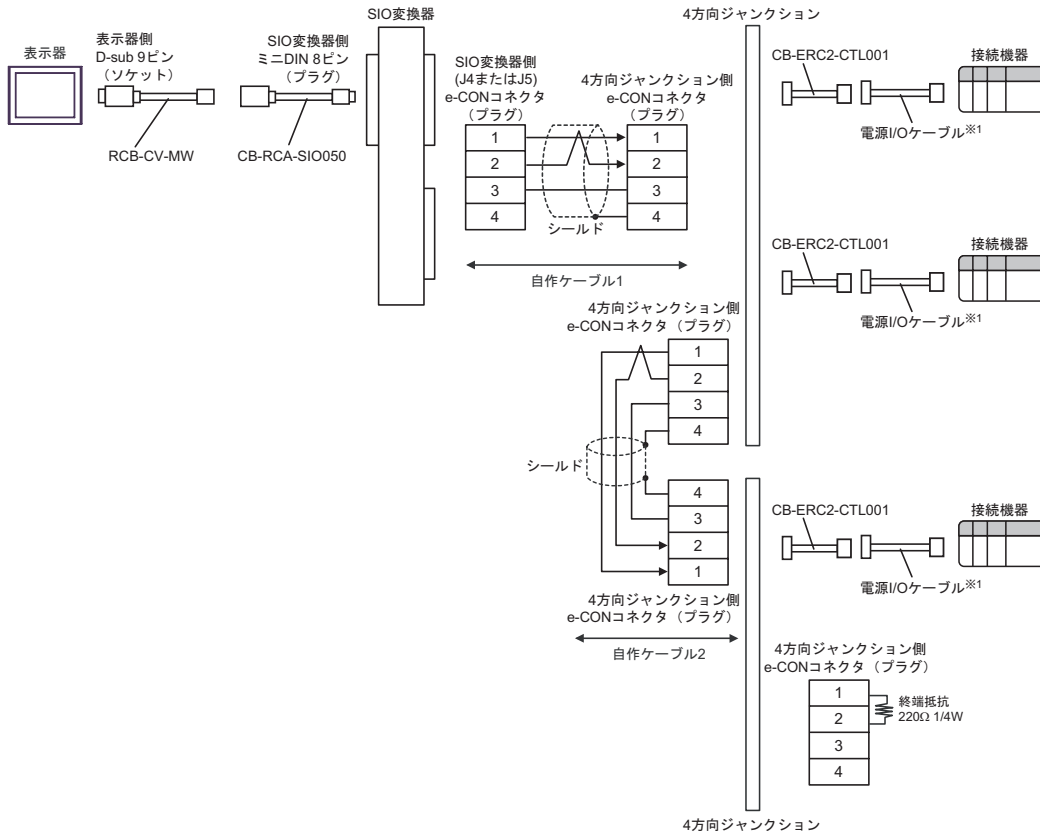 SIO変換器
4方向ジャンクション
表示器
表示器側
D-sub 9ピン
（ソケット）
RCB-CV-MW
SIO変換器側
ミニDIN 8ピン
（プラグ）
CB-RCA-SIO050
SIO変換器側
(J4またはJ5)
e-CONコネクタ
（プラグ）
1
2
3
4
4方向ジャンクション側
e-CONコネクタ
（プラグ）
1
2
3
4
シールド
自作ケーブル1
CB-ERC2-CTL001
電源I/Oケーブル※1
接続機器
CB-ERC2-CTL001
電源I/Oケーブル※1
接続機器
4方向ジャンクション側
e-CONコネクタ（プラグ）
1
2
3
4
シールド
4
3
2
1
4方向ジャンクション側
e-CONコネクタ（プラグ）
自作ケーブル2
CB-ERC2-CTL001
電源I/Oケーブル※1
接続機器
4方向ジャンクション側
e-CONコネクタ（プラグ）
1
2
3
4
終端抵抗
220Ω 1/4W
4方向ジャンクション